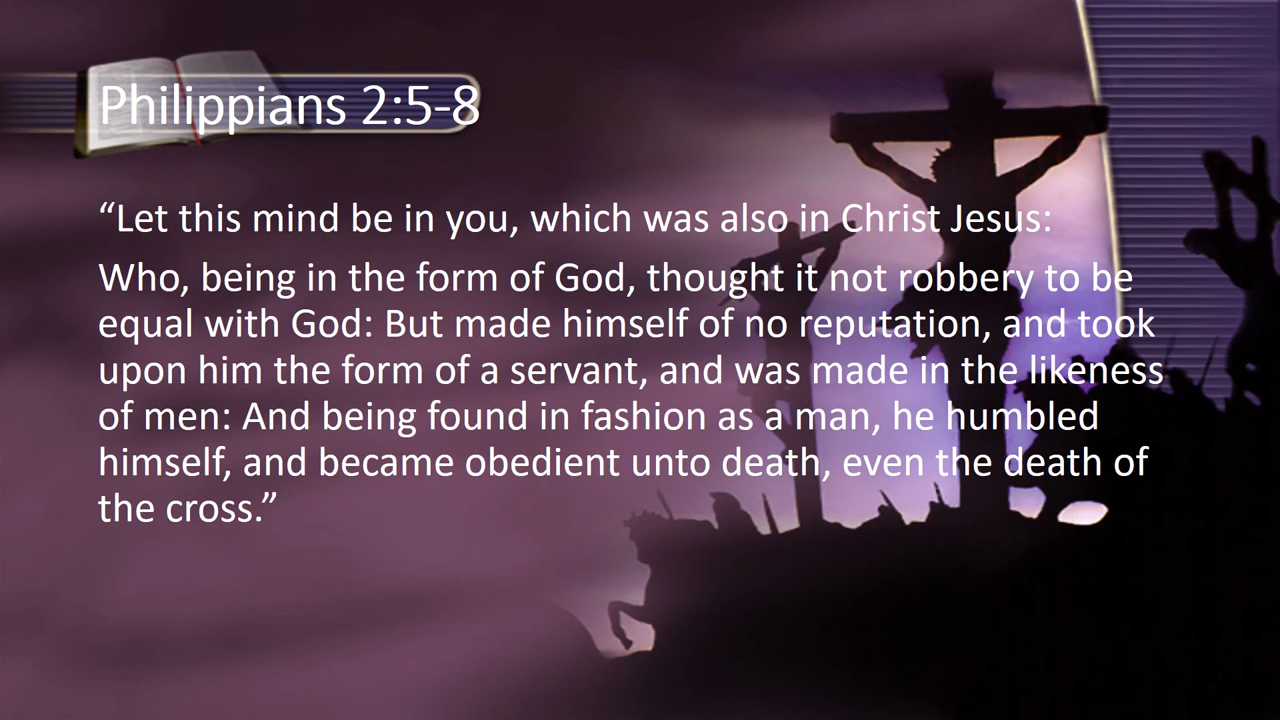 Philippians 2:5-8
“Let this mind be in you, which was also in Christ Jesus:
Who, being in the form of God, thought it not robbery to be
equal with God: But made himself of no reputation, and took
upon him the form of a servant, and was made in the likeness
of men: And being found in fashion as a man, he humbled
himself, and became obedient unto death, even the death of
the cross.”